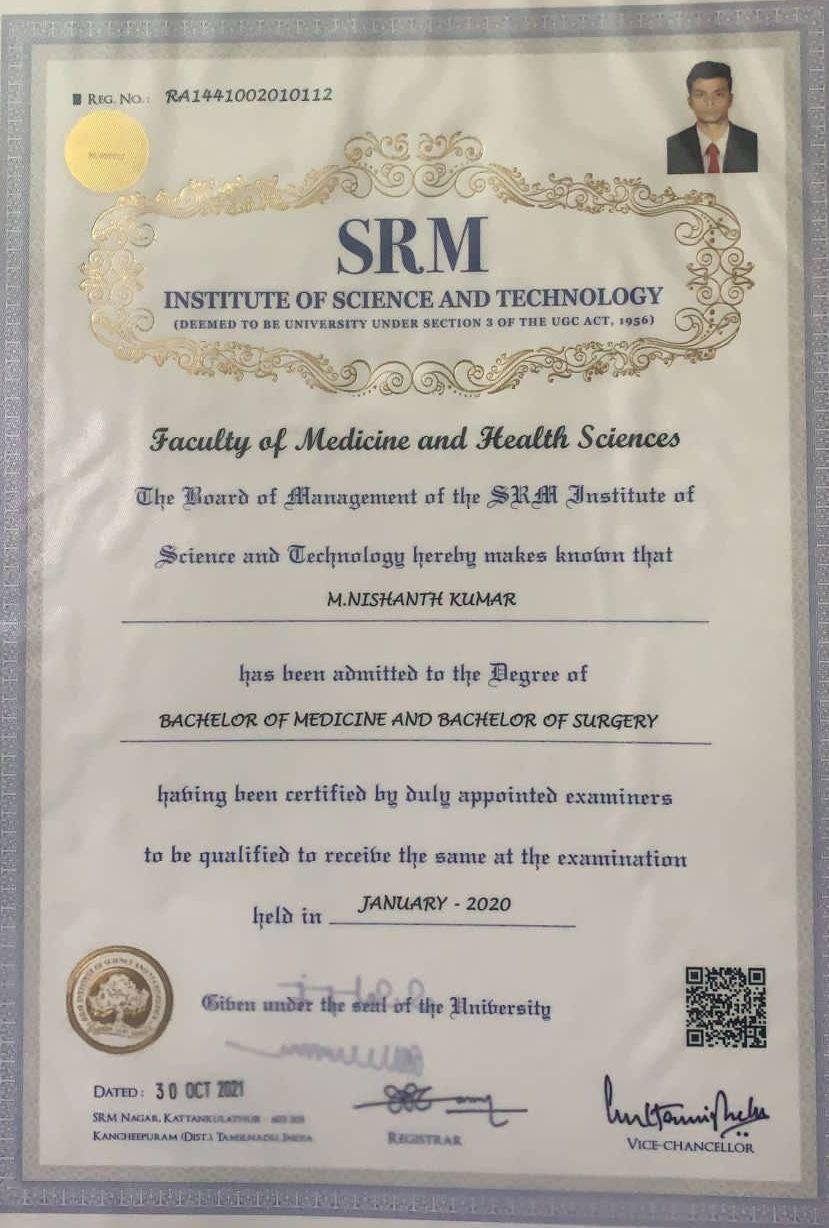 REG. NO.: RA1441002010112
SRM
INSTITUTE OF SCIENCE AND TECHNOLOGY
(DEEMED TO BE UNIVERSITY UNDER SECTION 3 OF THE UGC ACT, 1956)
Faculty of Medicine and Health Sciences
The Board of Management of the SRM Institute of
Science and Technology hereby makes known that
M.NISHANTH KUMAR
has been admitted to the Degree of
BACHELOR OF MEDICINE AND BACHELOR OF SURGERY
having been certified by duly appointed examiners
to be qualified to receive the same at the examination
held in JANUARY - 2020
Given under the seal of the University
DATED: 30 OCT 2021
SRM NAGAR, KATTANKULATHUR
KANCHEEPURAM (DIST.), TAMILNADU, INDIA
REGISTRAR
VICE-CHANCELLOR